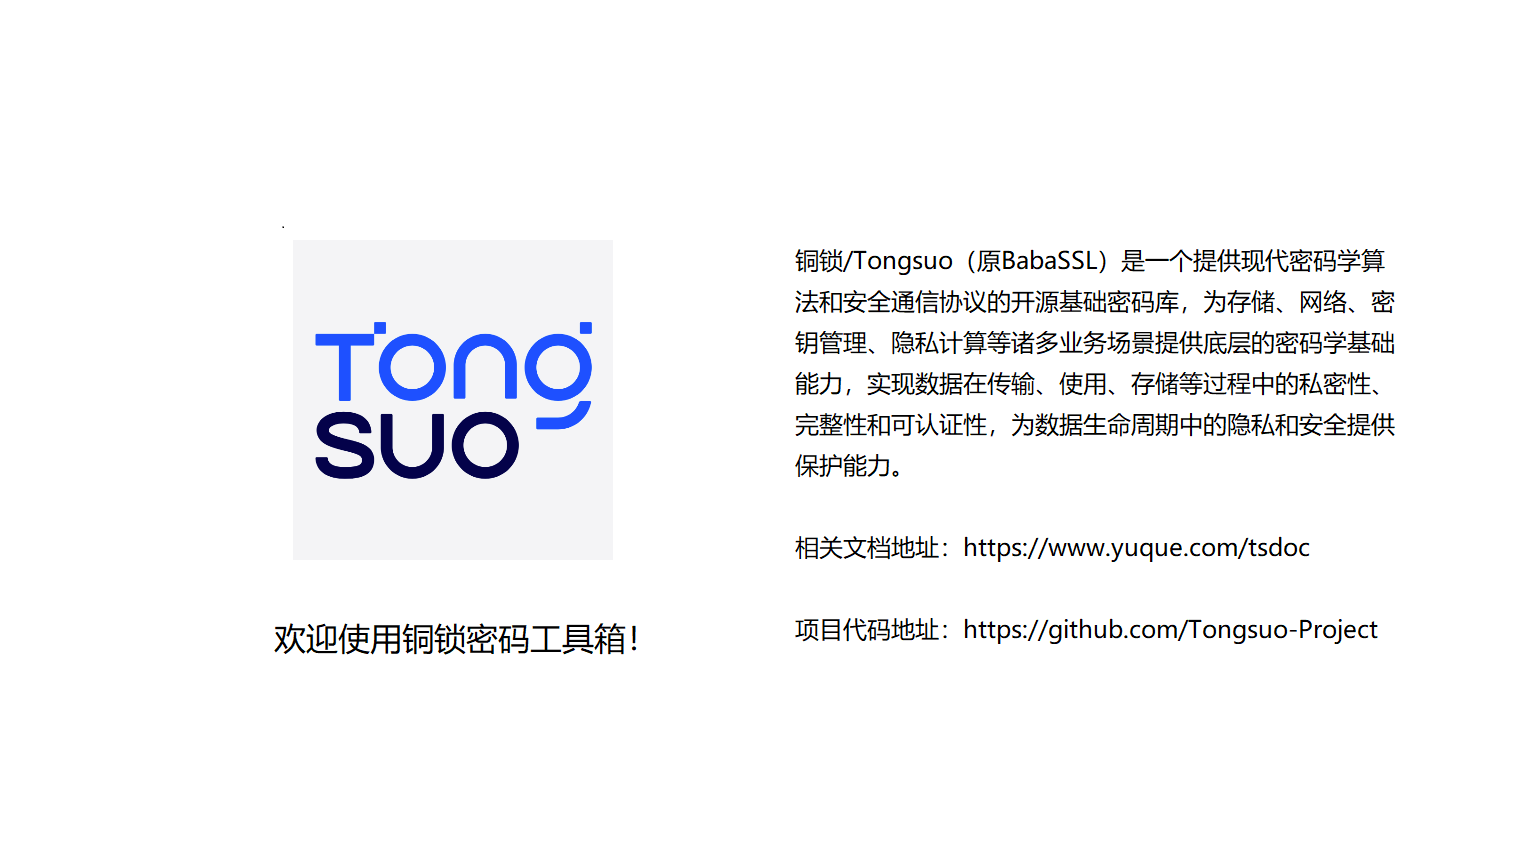 Tong
SUO
欢迎使用铜锁密码工具箱！
铜锁/Tongsuo（原BabaSSL）是一个提供现代密码学算
法和安全通信协议的开源基础密码库，为存储、网络、密
钥管理、隐私计算等诸多业务场景提供底层的密码学基础
能力，实现数据在传输、使用、存储等过程中的私密性、
完整性和可认证性，为数据生命周期中的隐私和安全提供
保护能力。
相关文档地址：https://www.yuque.com/tsdoc
项目代码地址：https://github.com/Tongsuo-Project